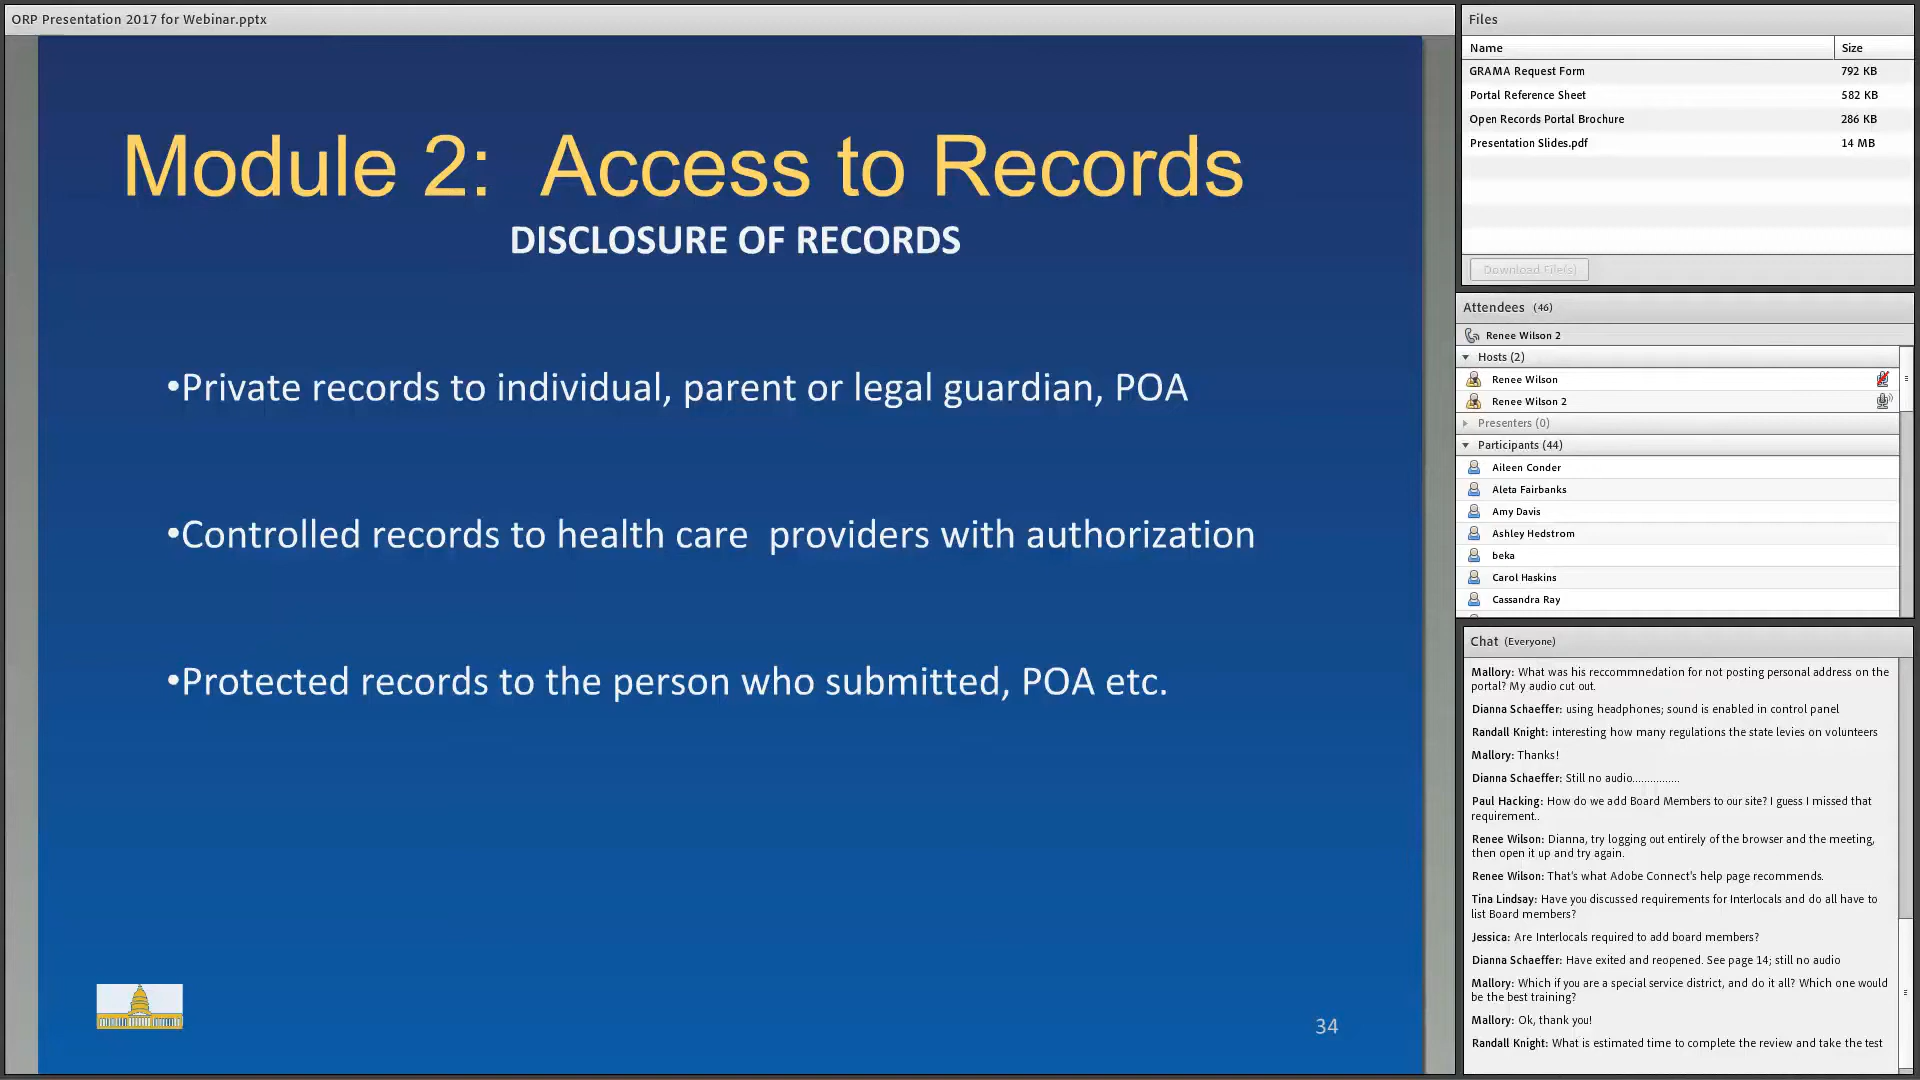 ORP Presentation 2017 for Webinar.pptx
Module 2: Access to Records
DISCLOSURE OF RECORDS
•Private records to individual, parent or legal guardian, POA
•Controlled records to health care  providers with authorization
•Protected records to the person who submitted, POA etc.
34
Files
Name Size
GRAMA Request Form 792 KB
Portal Reference Sheet 582 KB
Open Records Portal Brochure 286 KB
Presentation Slides.pdf 14 MB
Download File(s)
Attendees (46)
Renee Wilson 2
Hosts (2)
Renee Wilson
Renee Wilson 2
Presenters (0)
Participants (44)
Aileen Conder
Aleta Fairbanks
Amy Davis
Ashley Hedstrom
beka
Carol Haskins
Cassandra Ray
Chat (Everyone)
Mallory: What was his reccommnedation for not posting personal address on the
portal? My audio cut out.
Dianna Schaeffer: using headphones; sound is enabled in control panel
Randall Knight: interesting how many regulations the state levies on volunteers
Mallory: Thanks!
Dianna Schaeffer: Still no audio...............
Paul Hacking: How do we add Board Members to our site? I guess I missed that
requirement..
Renee Wilson: Dianna, try logging out entirely of the browser and the meeting,
then open it up and try again.
Renee Wilson: That's what Adobe Connect's help page recommends.
Tina Lindsay: Have you discussed requirements for Interlocals and do all have to
list Board members?
Jessica: Are Interlocals required to add board members?
Dianna Schaeffer: Have exited and reopened. See page 14; still no audio
Mallory: Which if you are a special service district, and do it all? Which one would
be the best training?
Mallory: Ok, thank you!
Randall Knight: What is estimated time to complete the review and take the test